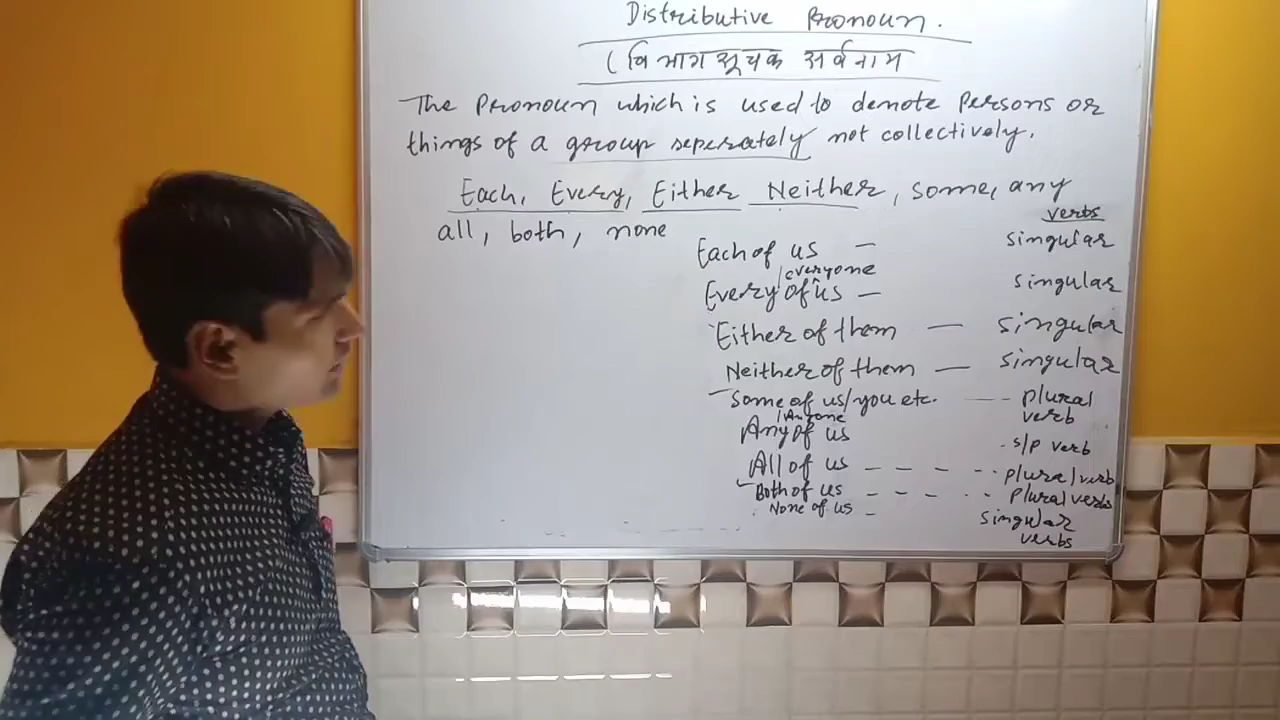 Distributive Pronoun.
( विभागसूचक सर्वनाम
The Pronoun which is used to denote persons or
things of a group seperately not collectively.
Each, Every, Either Neither, some, any
all, both, none
verbs
Each of us — singular
/everyone
Every of us — singular
Either of them — singular
Neither of them — singular
Some of us/you etc. — plural
verb
/Anyone
Any of us s/p verb
All of us - - - - plural verb
Both of us - - - - plural verbs
None of us - singular
verbs